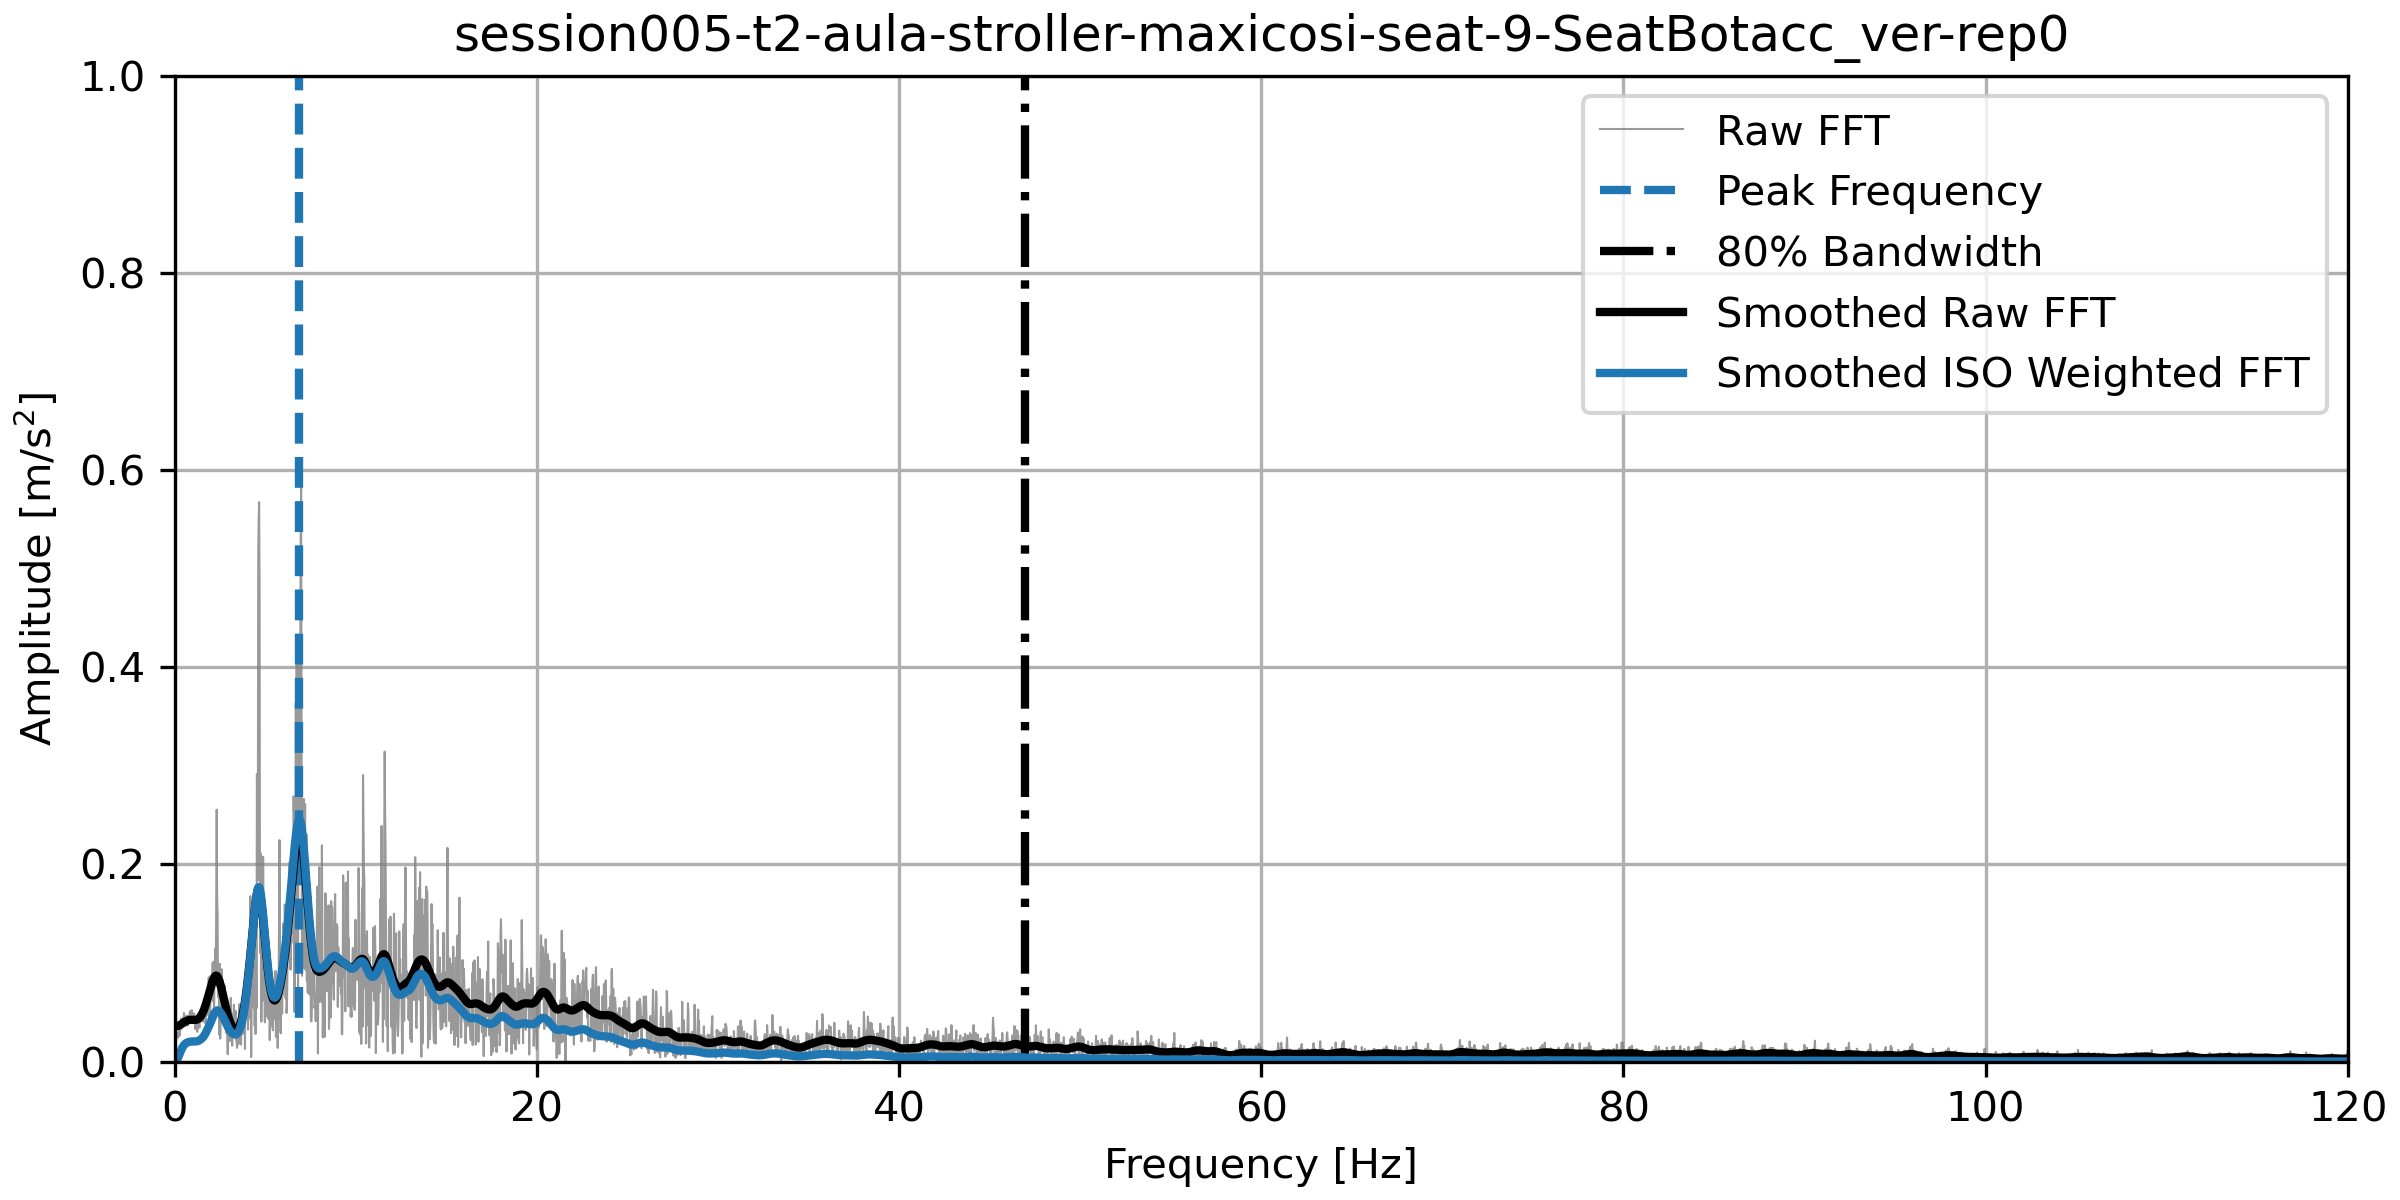 session005-t2-aula-stroller-maxicosi-seat-9-SeatBotacc_ver-rep0
1.0
0.8
0.6
0.4
0.2
0.0
Amplitude [m/s²]
Raw FFT
Peak Frequency
80% Bandwidth
Smoothed Raw FFT
Smoothed ISO Weighted FFT
0 20 40 60 80 100 120
Frequency [Hz]